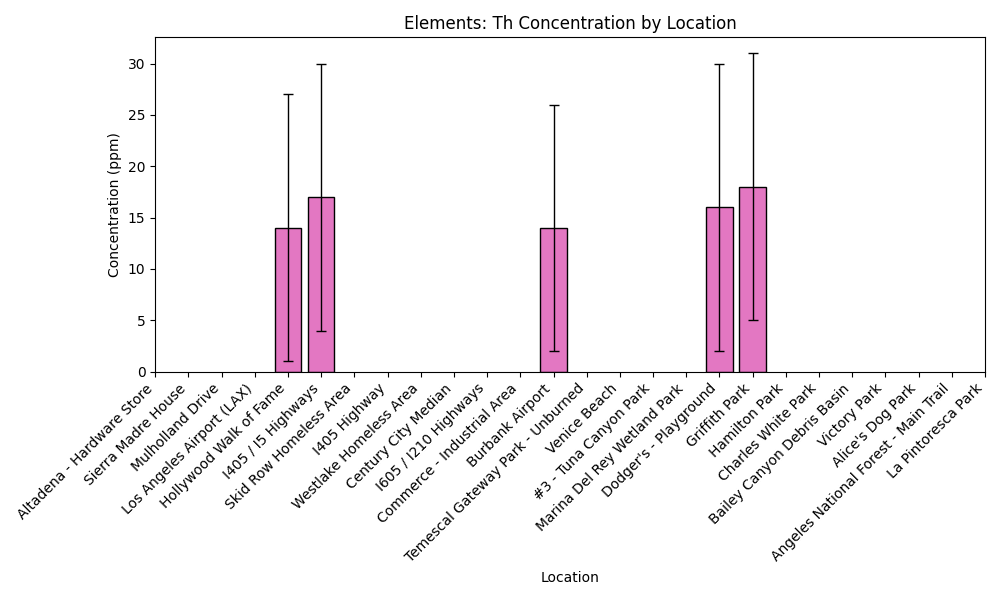 Elements: Th Concentration by Location
Concentration (ppm)
30
25
20
15
10
5
0
Altadena - Hardware Store
Sierra Madre House
Mulholland Drive
Los Angeles Airport (LAX)
Hollywood Walk of Fame
I405 / I5 Highways
Skid Row Homeless Area
I405 Highway
Westlake Homeless Area
Century City Median
I605 / I210 Highways
Commerce - Industrial Area
Burbank Airport
Temescal Gateway Park - Unburned
Venice Beach
#3 - Tuna Canyon Park
Marina Del Rey Wetland Park
Dodger's - Playground
Griffith Park
Hamilton Park
Charles White Park
Bailey Canyon Debris Basin
Victory Park
Alice's Dog Park
Angeles National Forest - Main Trail
La Pintoresca Park
Location